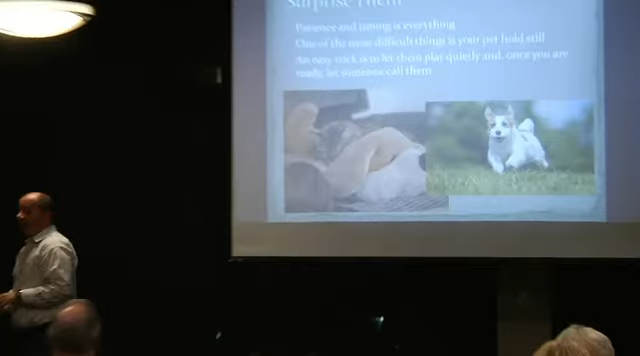 Surprise Them
Patience and timing is everything
One of the most difficult things is your pet hold still
An easy trick is to let them play quietly and, once you are
ready, let someone call them